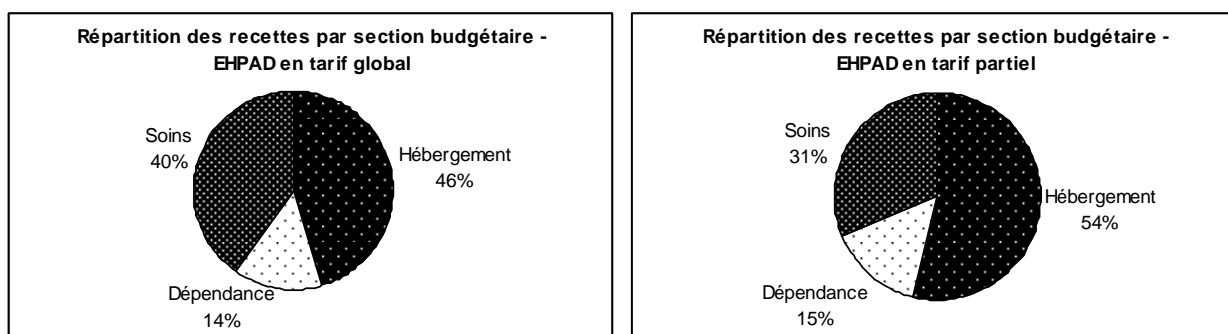 Répartition des recettes par section budgétaire -
EHPAD en tarif global
Soins
40%
Hébergement
46%
Dépendance
14%
Répartition des recettes par section budgétaire -
EHPAD en tarif partiel
Soins
31%
Hébergement
54%
Dépendance
15%